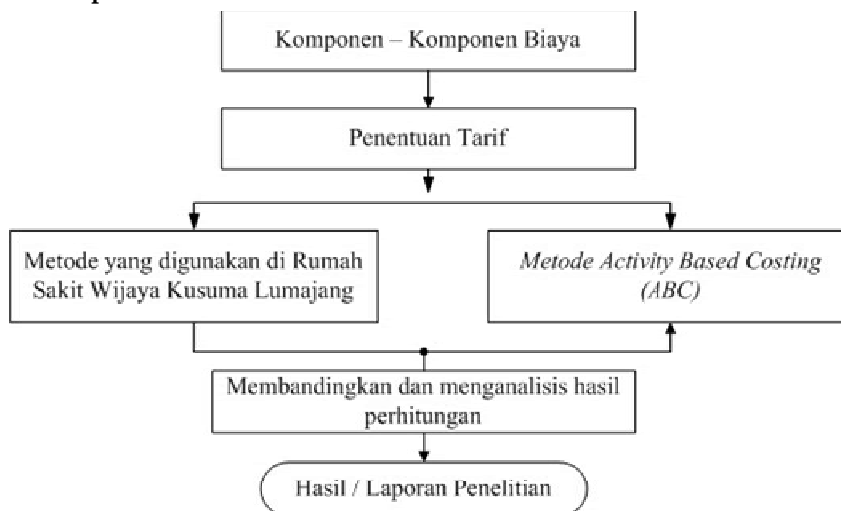 Komponen – Komponen Biaya
Penentuan Tarif
Metode yang digunakan di Rumah
Sakit Wijaya Kusuma Lumajang
Metode Activity Based Costing
(ABC)
Membandingkan dan menganalisis hasil
perhitungan
Hasil / Laporan Penelitian